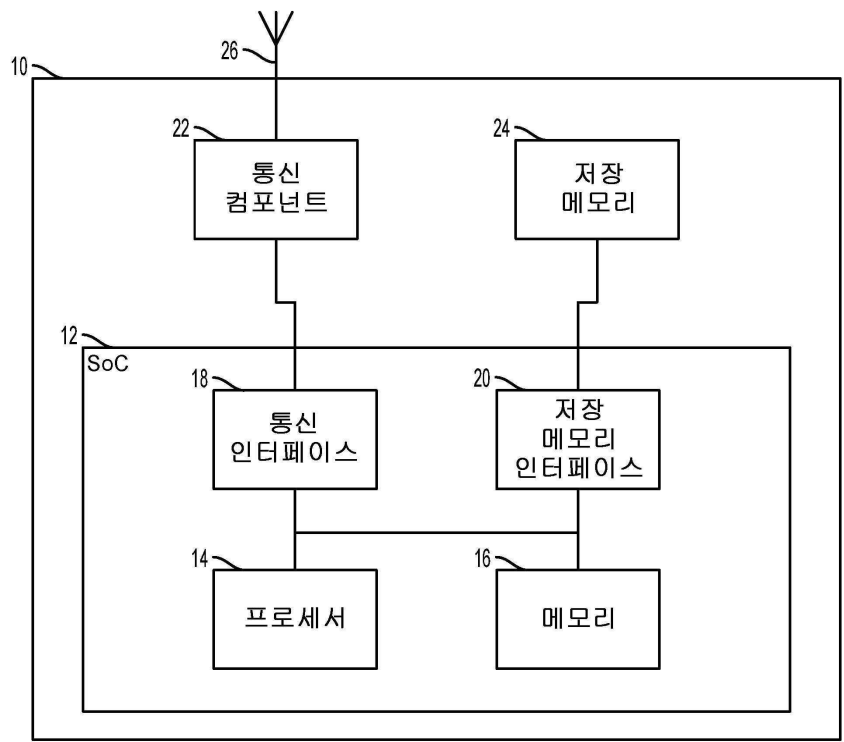 26
10
22
통신
컴포넌트
24
저장
메모리
12
SoC
18
통신
인터페이스
20
저장
메모리
인터페이스
14
프로세서
16
메모리